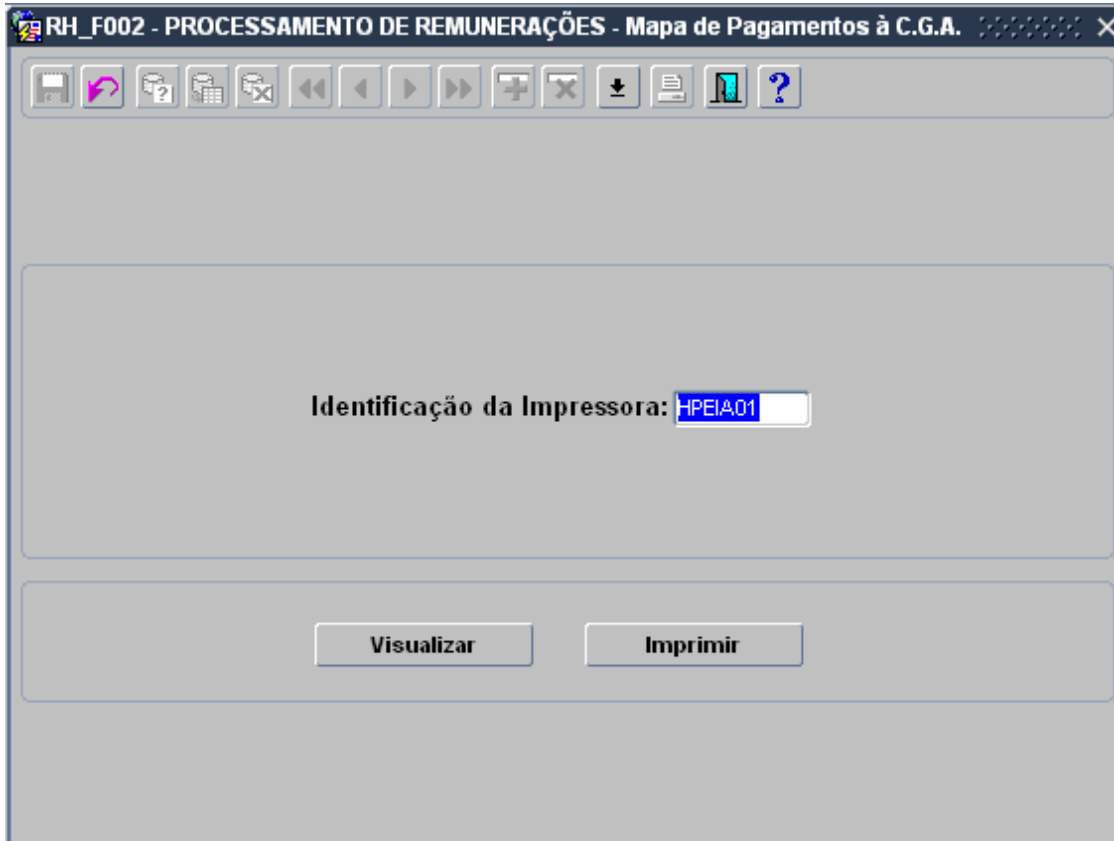 RH_F002 - PROCESSAMENTO DE REMUNERAÇÕES - Mapa de Pagamentos à C.G.A.
Identificação da Impressora: HPEIA01
Visualizar Imprimir